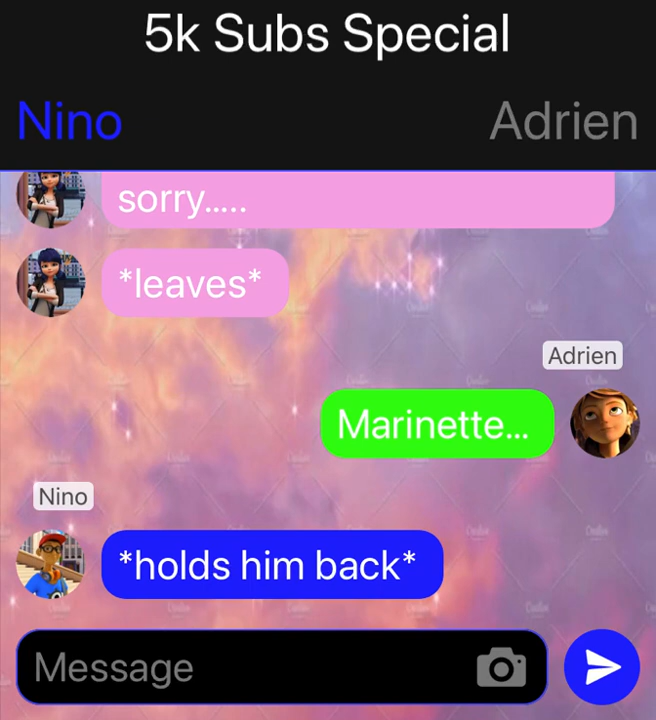 5k Subs Special
Nino
Adrien
sorry.....
*leaves*
Adrien
Marinette...
Nino
*holds him back*
Message